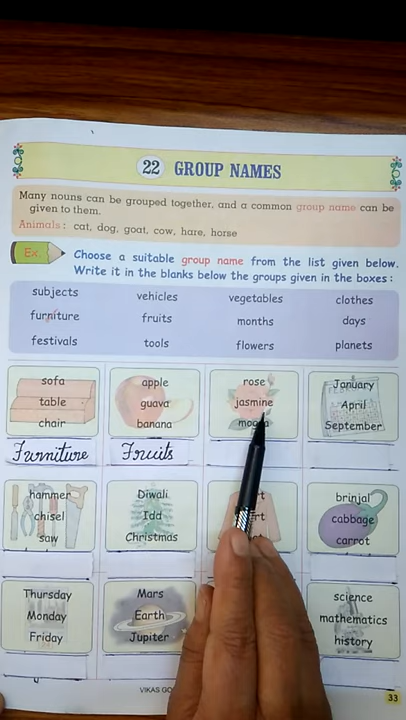 22 GROUP NAMES
Many nouns can be grouped together, and a common group name can be
given to them.
Animals: cat, dog, goat, cow, hare, horse
Ex. Choose a suitable group name from the list given below.
Write it in the blanks below the groups given in the boxes:
subjects vehicles vegetables clothes
furniture fruits months days
festivals tools flowers planets
sofa apple rose January
table guava jasmine April
chair banana September
Furniture Fruits
hammer Diwali brinjal
chisel Idd cabbage
saw Christmas carrot
Thursday Mars science
Monday Earth mathematics
Friday Jupiter history
VIKAS
33